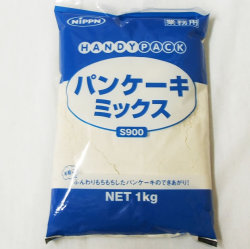 NIPPN
業務用
HANDY PACK
パンケーキ
ミックス
S900
ふんわりもちもちしたパンケーキのできあがり!
NET 1kg